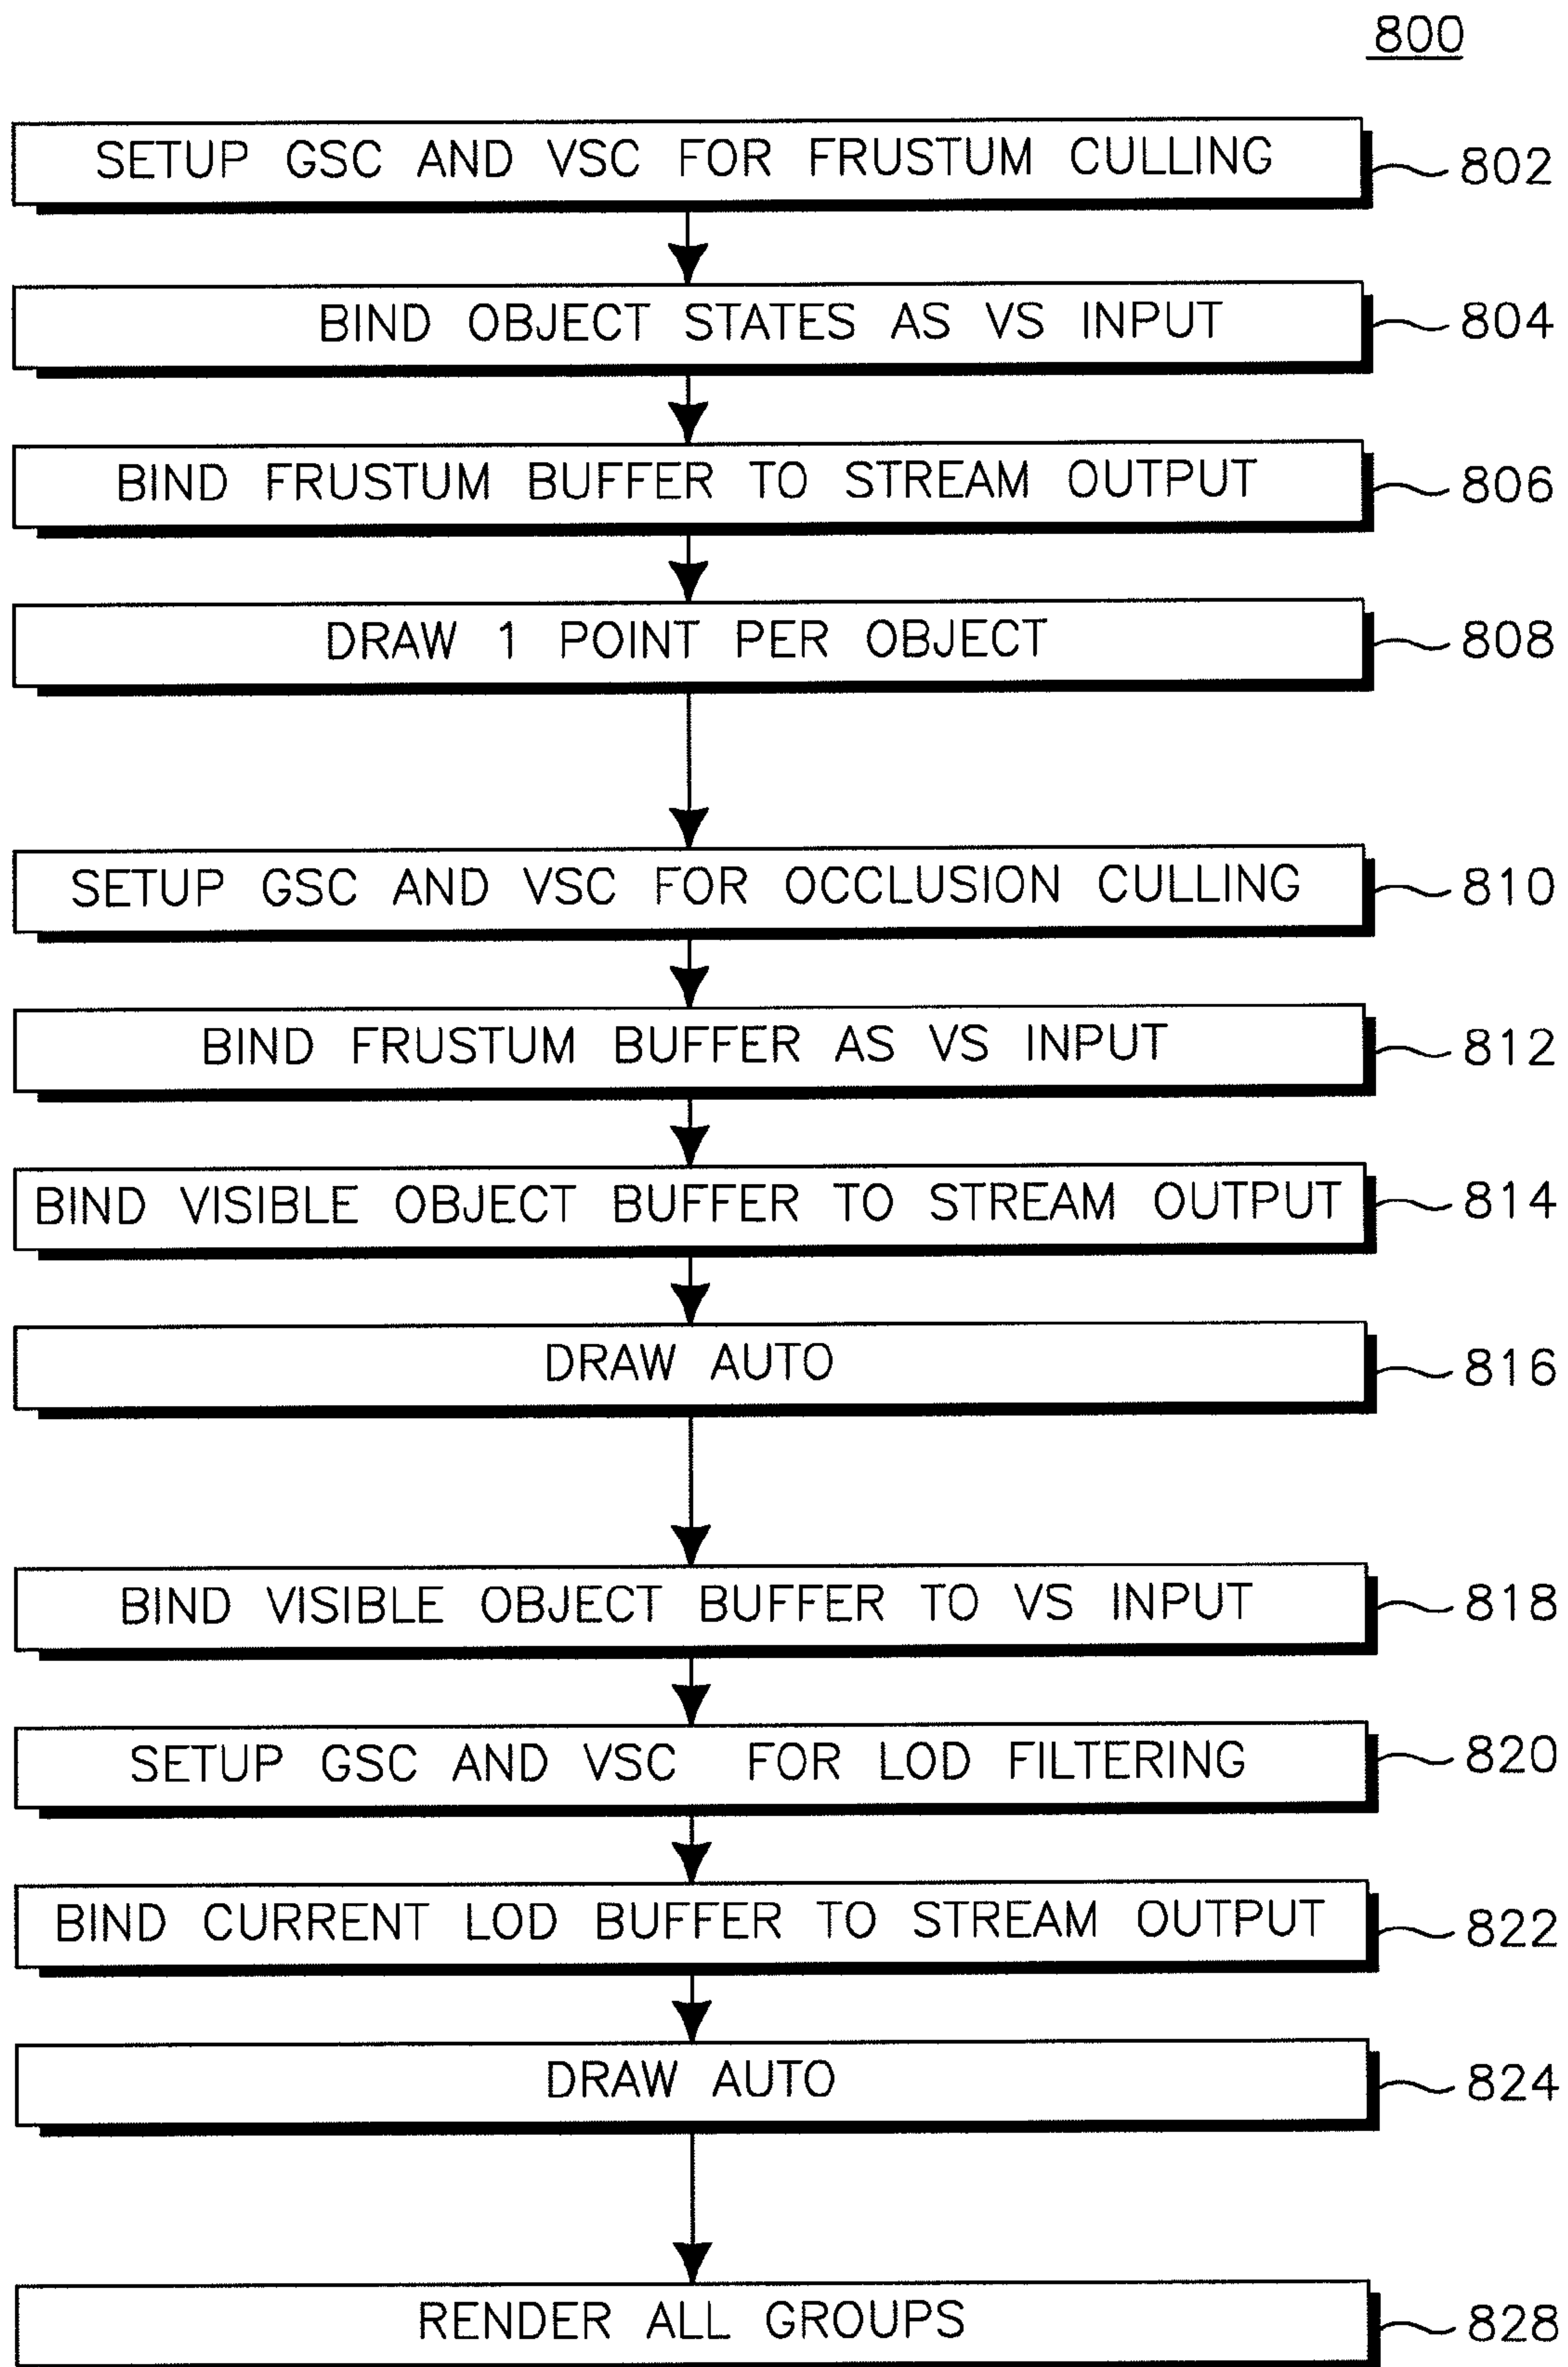 800
SETUP GSC AND VSC FOR FRUSTUM CULLING 802
BIND OBJECT STATES AS VS INPUT 804
BIND FRUSTUM BUFFER TO STREAM OUTPUT 806
DRAW 1 POINT PER OBJECT 808
SETUP GSC AND VSC FOR OCCLUSION CULLING 810
BIND FRUSTUM BUFFER AS VS INPUT 812
BIND VISIBLE OBJECT BUFFER TO STREAM OUTPUT 814
DRAW AUTO 816
BIND VISIBLE OBJECT BUFFER TO VS INPUT 818
SETUP GSC AND VSC FOR LOD FILTERING 820
BIND CURRENT LOD BUFFER TO STREAM OUTPUT 822
DRAW AUTO 824
RENDER ALL GROUPS 828